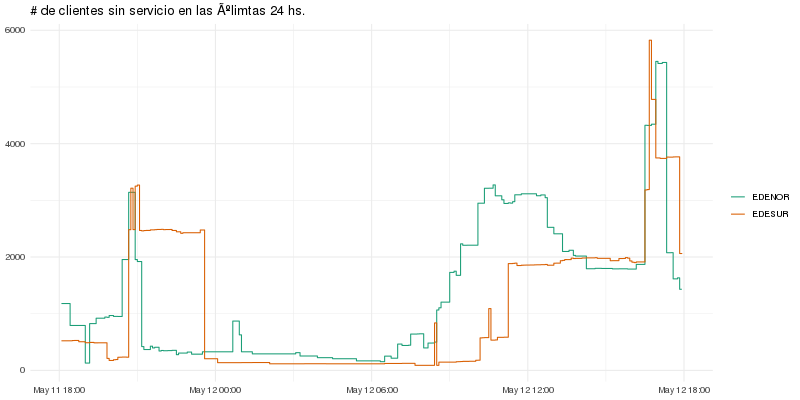 # de clientes sin servicio en las Ãºlimtas 24 hs.
6000
4000
2000
0
May 11 18:00
May 12 00:00
May 12 06:00
May 12 12:00
May 12 18:00
EDENOR
EDESUR